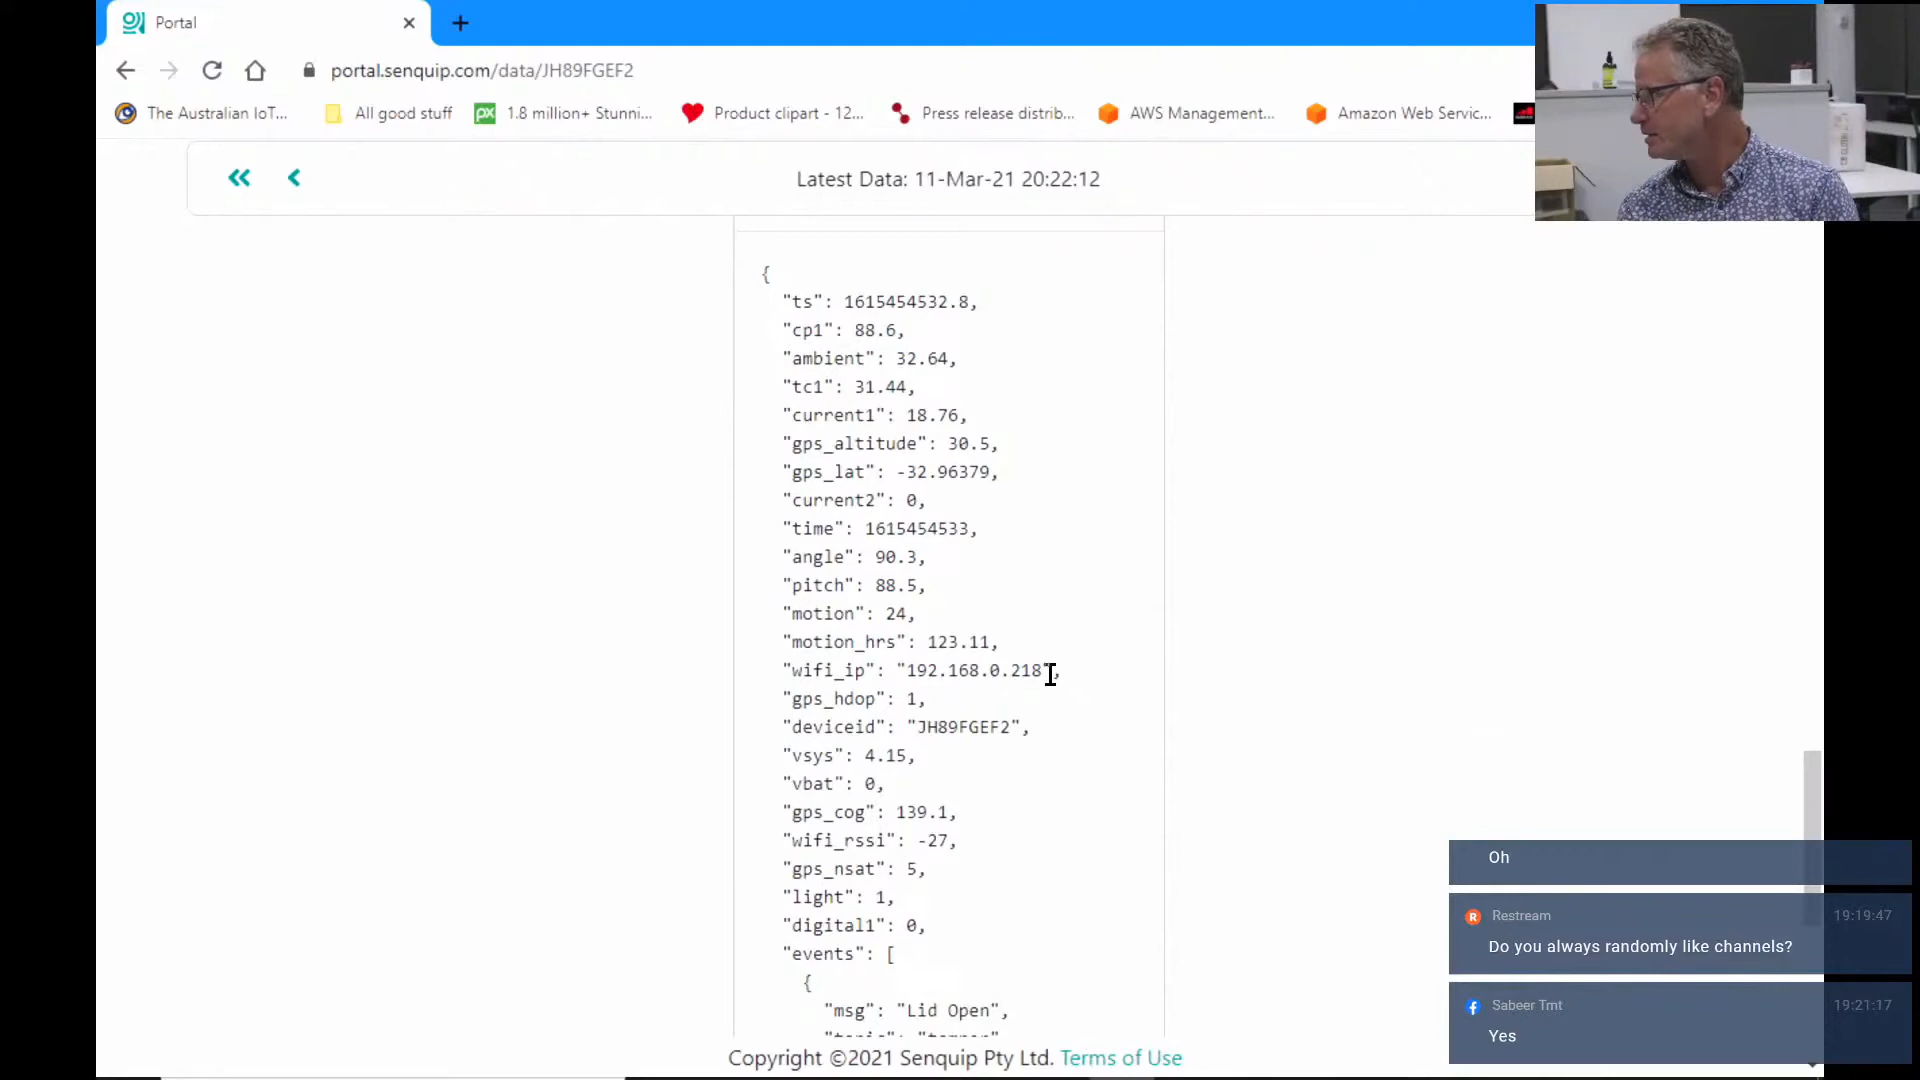 Portal
portal.senquip.com/data/JH89FGEF2
The Australian IoT...
All good stuff
px
1.8 million+ Stunni...
Product clipart - 12...
Press release distrib...
AWS Management...
Amazon Web Servic...
Latest Data: 11-Mar-21 20:22:12
{
"ts": 1615454532.8,
"cp1": 88.6,
"ambient": 32.64,
"tc1": 31.44,
"current1": 18.76,
"gps_altitude": 30.5,
"gps_lat": -32.96379,
"current2": 0,
"time": 1615454533,
"angle": 90.3,
"pitch": 88.5,
"motion": 24,
"motion_hrs": 123.11,
"wifi_ip": "192.168.0.218",
"gps_hdop": 1,
"deviceid": "JH89FGEF2",
"vsys": 4.15,
"vbat": 0,
"gps_cog": 139.1,
"wifi_rssi": -27,
"gps_nsat": 5,
"light": 1,
"digital1": 0,
"events": [
{
"msg": "Lid Open",
Copyright ©2021 Senquip Pty Ltd. Terms of Use
Oh
Restream 19:19:47
Do you always randomly like channels?
Sabeer Tmt 19:21:17
Yes